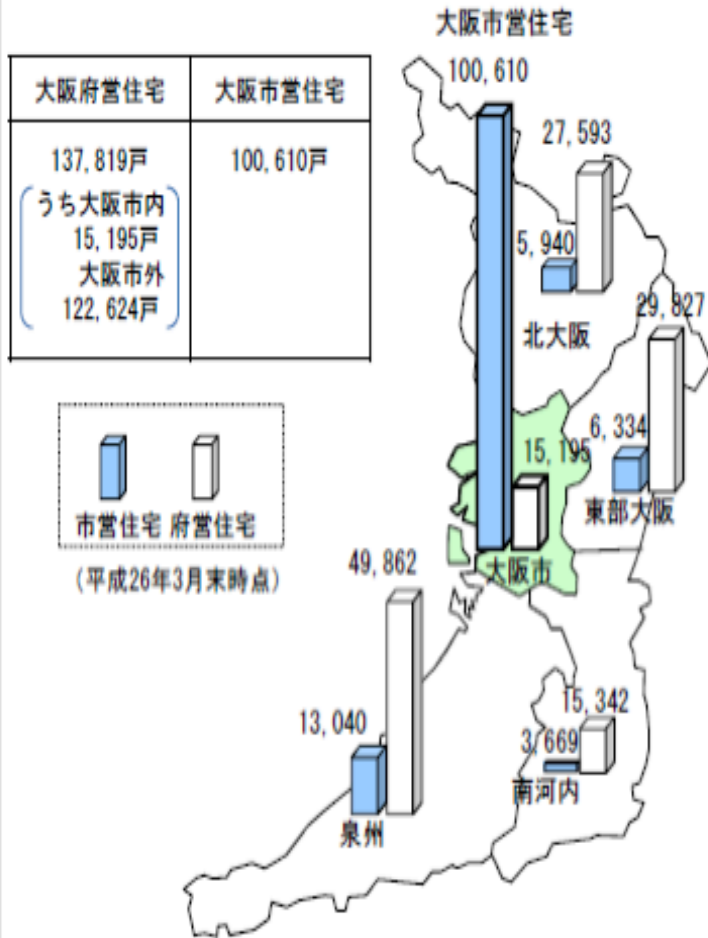 大阪府営住宅 大阪市営住宅
137,819戸 100,610戸
うち大阪市内
15,195戸
大阪市外
122,624戸
市営住宅 府営住宅
(平成26年3月末時点)
大阪市営住宅
100,610
27,593
5,940
北大阪
29,827
6,334
東部大阪
15,195
大阪市
49,862
13,040
泉州
15,342
3,669
南河内